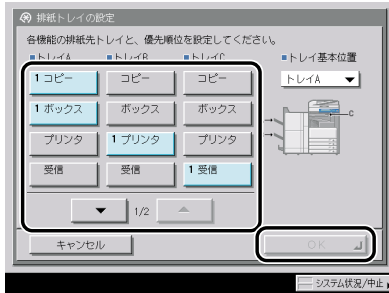 排紙トレイの設定
各機能の排紙先トレイと、優先順位を設定してください。
■トレイA ■トレイB ■トレイC ■トレイ基本位置
1 コピー コピー コピー トレイA ▼
1 ボックス ボックス ボックス C
プリンタ 1 プリンタ プリンタ
受信 受信 1 受信
▼ 1/2 ▲
キャンセル OK
システム状況/中止